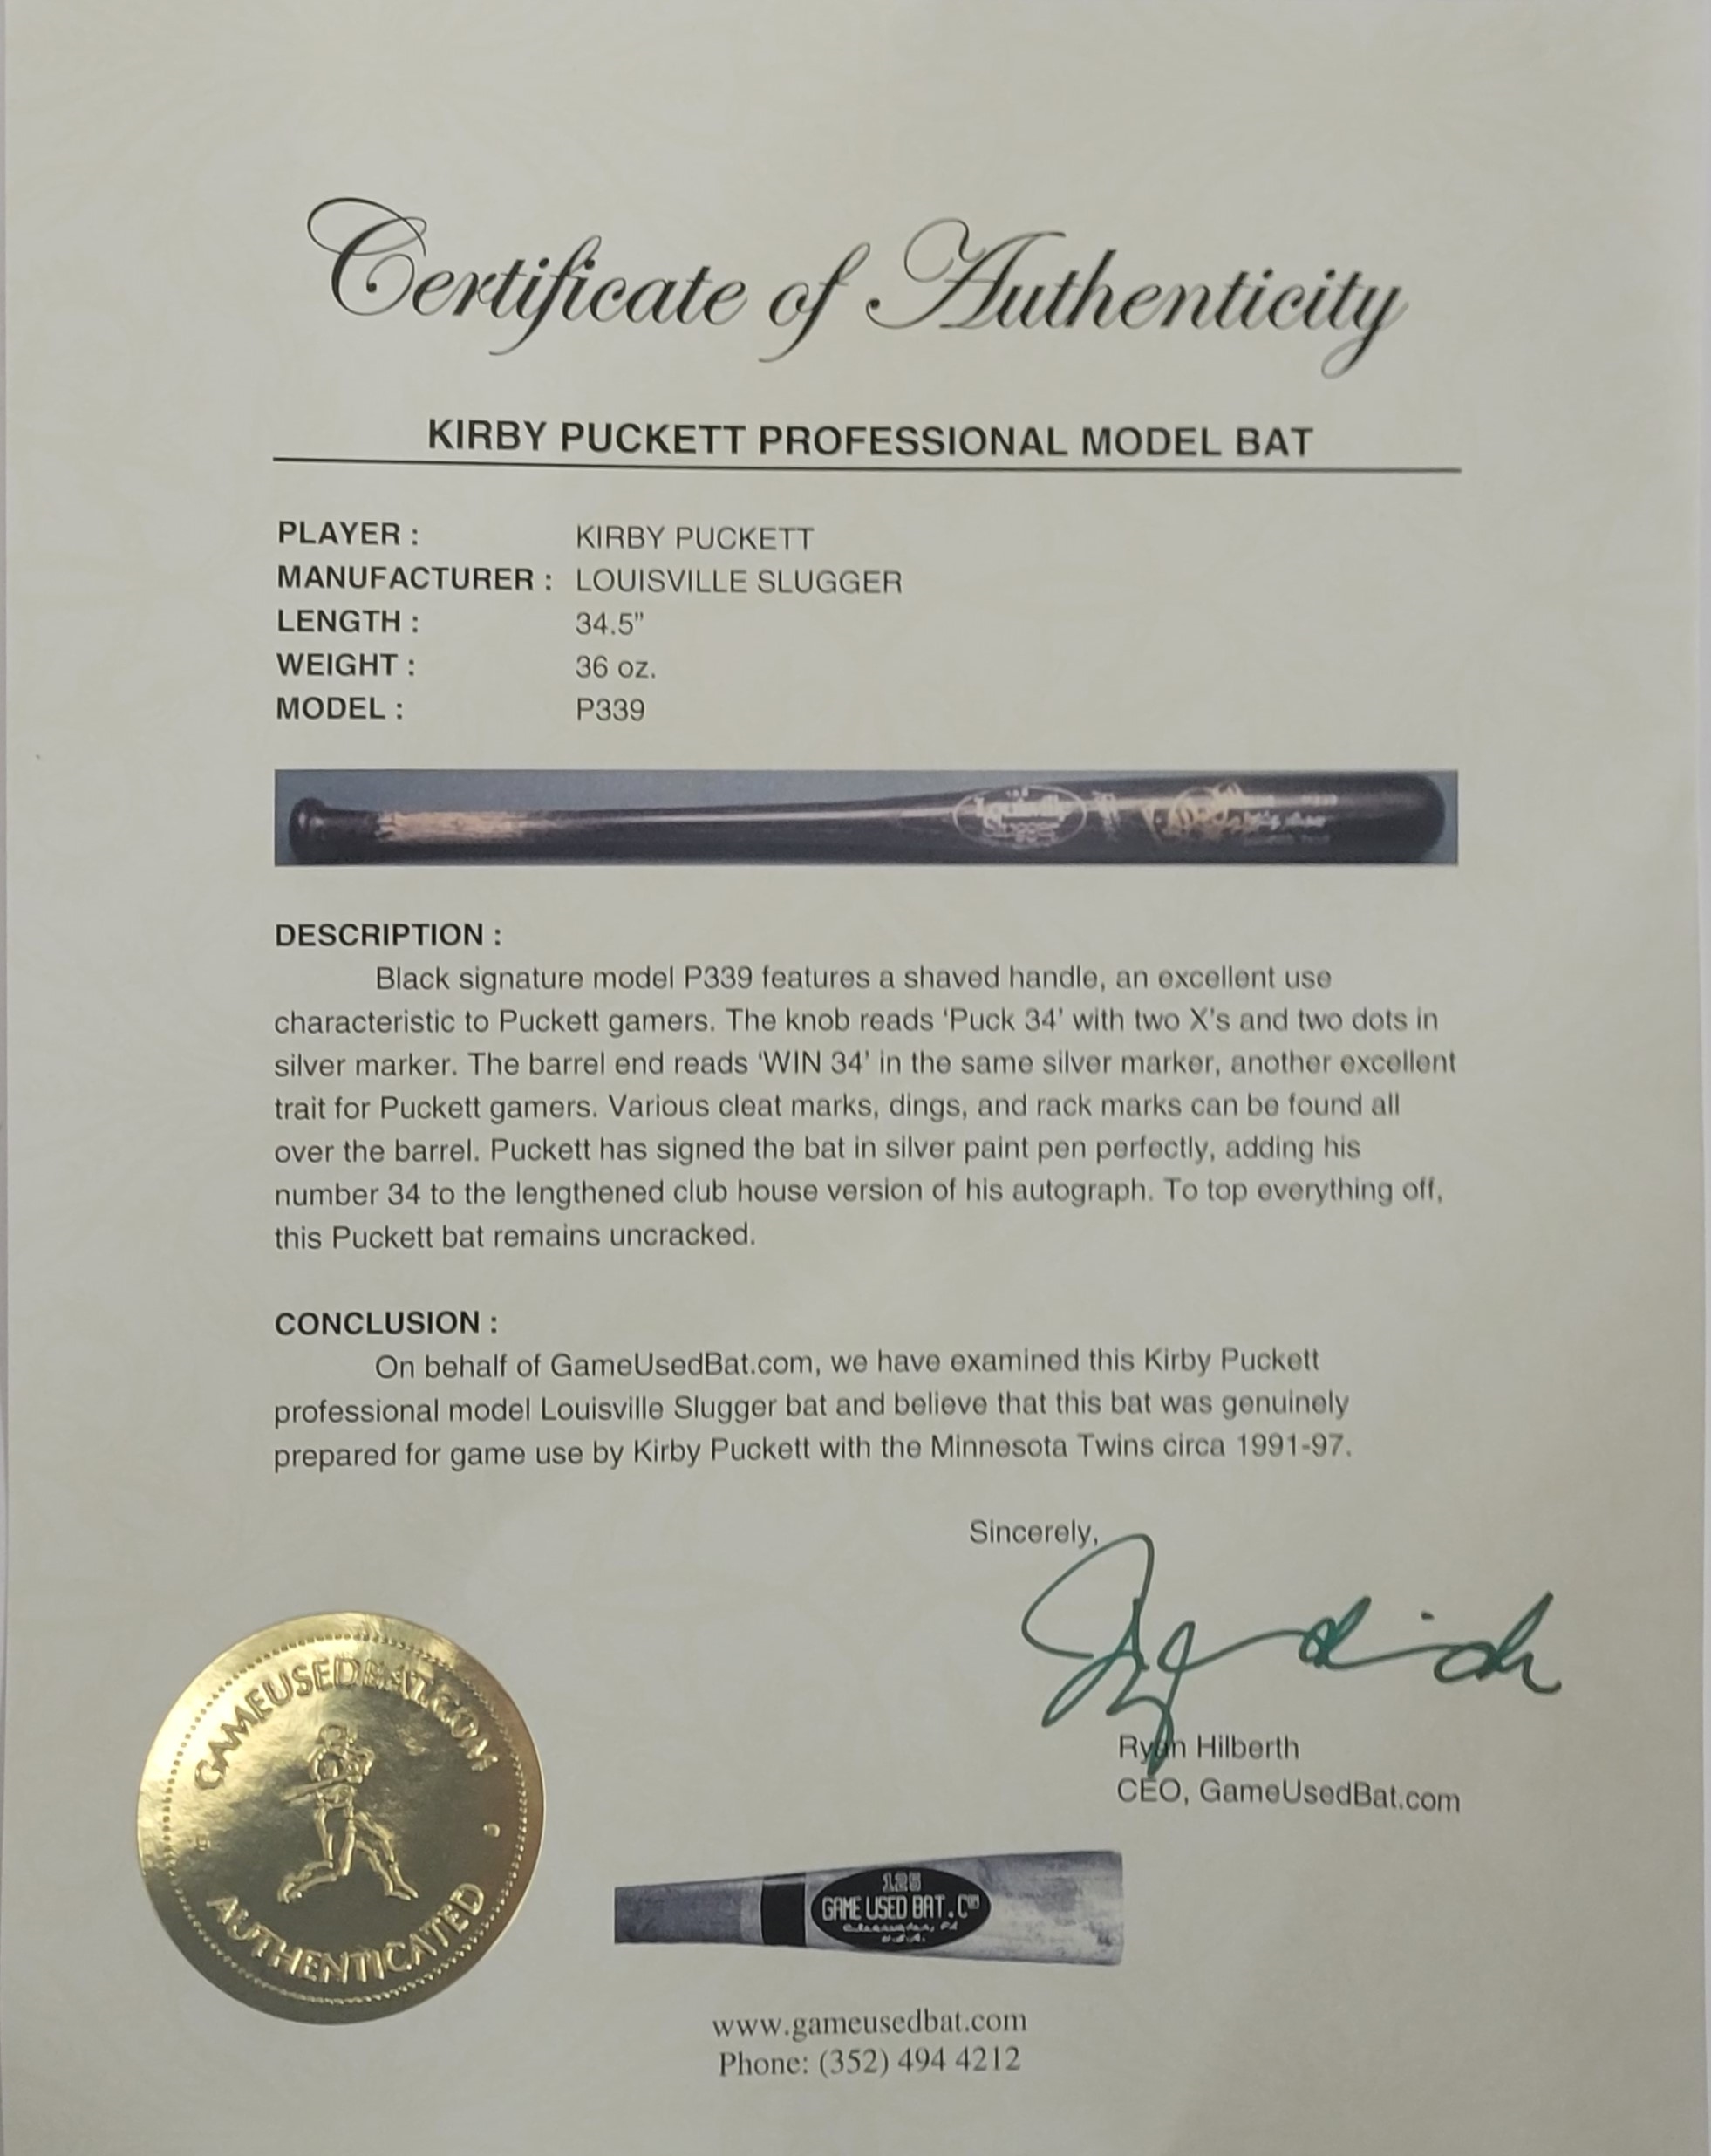 Certificate of Authenticity
KIRBY PUCKETT PROFESSIONAL MODEL BAT
PLAYER : KIRBY PUCKETT
MANUFACTURER : LOUISVILLE SLUGGER
LENGTH : 34.5"
WEIGHT : 36 oz.
MODEL : P339
Louisville
Slugger
P339
DESCRIPTION :
Black signature model P339 features a shaved handle, an excellent use
characteristic to Puckett gamers. The knob reads ‘Puck 34’ with two X's and two dots in
silver marker. The barrel end reads ‘WIN 34’ in the same silver marker, another excellent
trait for Puckett gamers. Various cleat marks, dings, and rack marks can be found all
over the barrel. Puckett has signed the bat in silver paint pen perfectly, adding his
number 34 to the lengthened club house version of his autograph. To top everything off,
this Puckett bat remains uncracked.
CONCLUSION :
On behalf of GameUsedBat.com, we have examined this Kirby Puckett
professional model Louisville Slugger bat and believe that this bat was genuinely
prepared for game use by Kirby Puckett with the Minnesota Twins circa 1991-97.
Sincerely,
Ryan Hilberth
CEO, GameUsedBat.com
GAMEUSEDBAT.COM
AUTHENTICATED
125
GAME USED BAT.COM
U.S.A.
www.gameusedbat.com
Phone: (352) 494 4212